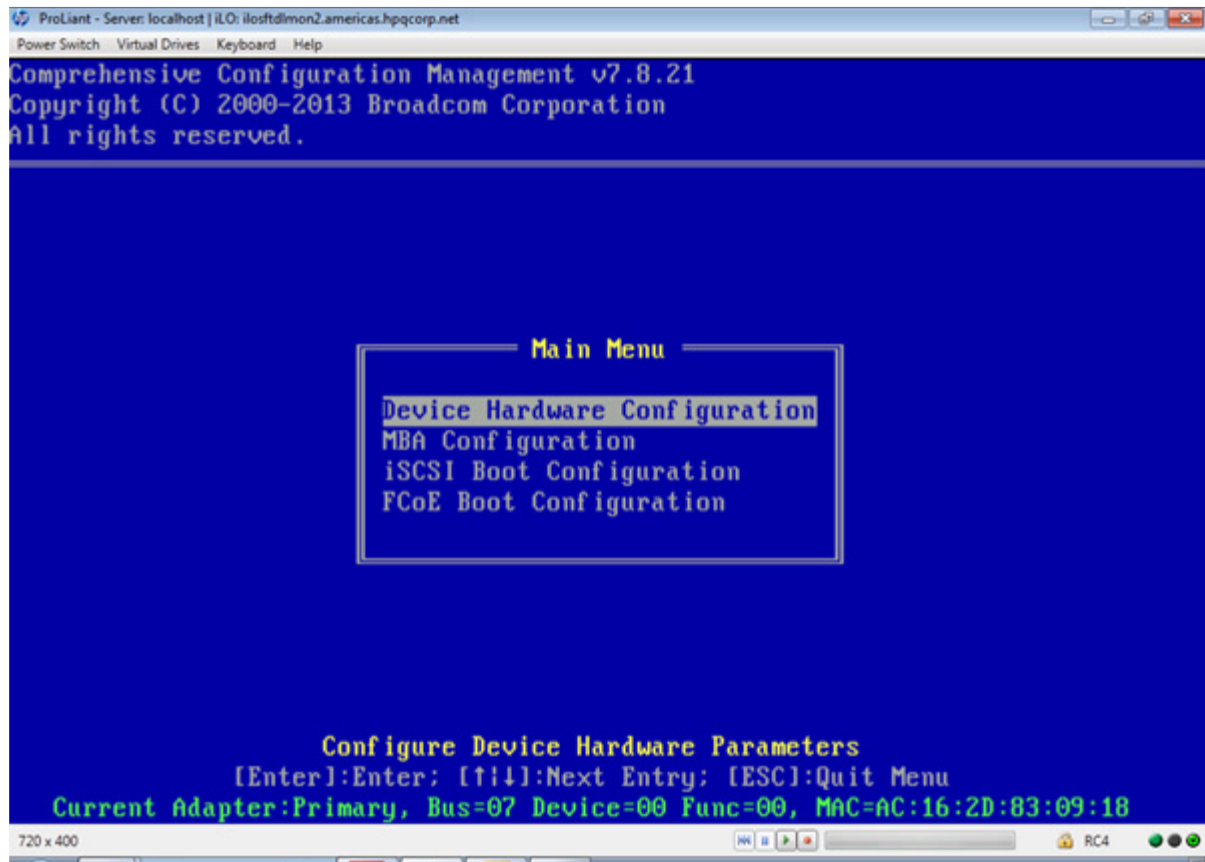 ProLiant - Server: localhost | iLO: ilosftdlmon2.americas.hpqcorp.net
Power Switch Virtual Drives Keyboard Help
Comprehensive Configuration Management v7.8.21
Copyright (C) 2000-2013 Broadcom Corporation
All rights reserved.
Main Menu
Device Hardware Configuration
MBA Configuration
iSCSI Boot Configuration
FCoE Boot Configuration
Configure Device Hardware Parameters
[Enter]:Enter; [↑|↓]:Next Entry; [ESC]:Quit Menu
Current Adapter:Primary, Bus=07 Device=00 Func=00, MAC=AC:16:2D:83:09:18
720 x 400 RC4